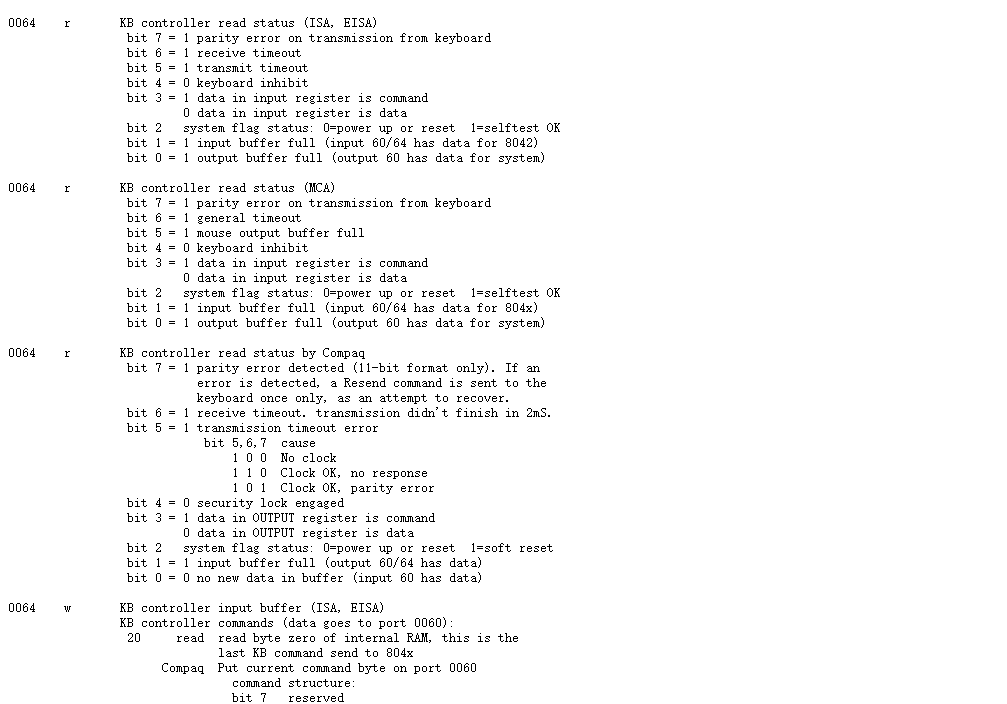 0064 r KB controller read status (ISA, EISA)
bit 7 = 1 parity error on transmission from keyboard
bit 6 = 1 receive timeout
bit 5 = 1 transmit timeout
bit 4 = 0 keyboard inhibit
bit 3 = 1 data in input register is command
0 data in input register is data
bit 2 system flag status: 0=power up or reset 1=selftest OK
bit 1 = 1 input buffer full (input 60/64 has data for 8042)
bit 0 = 1 output buffer full (output 60 has data for system)
0064 r KB controller read status (MCA)
bit 7 = 1 parity error on transmission from keyboard
bit 6 = 1 general timeout
bit 5 = 1 mouse output buffer full
bit 4 = 0 keyboard inhibit
bit 3 = 1 data in input register is command
0 data in input register is data
bit 2 system flag status: 0=power up or reset 1=selftest OK
bit 1 = 1 input buffer full (input 60/64 has data for 804x)
bit 0 = 1 output buffer full (output 60 has data for system)
0064 r KB controller read status by Compaq
bit 7 = 1 parity error detected (11-bit format only). If an
error is detected, a Resend command is sent to the
keyboard once only, as an attempt to recover.
bit 6 = 1 receive timeout. transmission didn't finish in 2mS.
bit 5 = 1 transmission timeout error
bit 5,6,7 cause
1 0 0 No clock
1 1 0 Clock OK, no response
1 0 1 Clock OK, parity error
bit 4 = 0 security lock engaged
bit 3 = 1 data in OUTPUT register is command
0 data in OUTPUT register is data
bit 2 system flag status: 0=power up or reset 1=soft reset
bit 1 = 1 input buffer full (output 60/64 has data)
bit 0 = 0 no new data in buffer (input 60 has data)
0064 w KB controller input buffer (ISA, EISA)
KB controller commands (data goes to port 0060):
20 read read byte zero of internal RAM, this is the
last KB command send to 804x
Compaq Put current command byte on port 0060
command structure:
bit 7 reserved